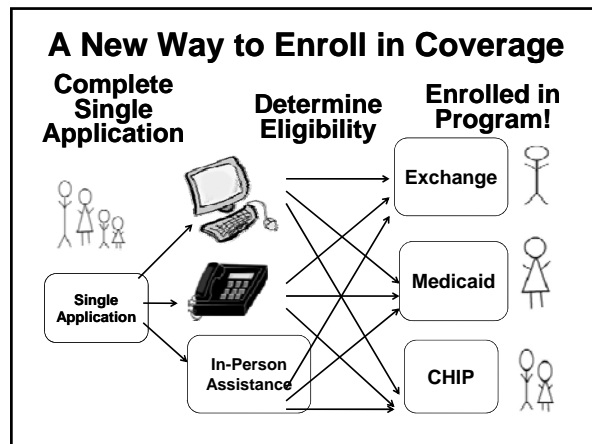 A New Way to Enroll in Coverage
Complete
Single
Application
Determine
Eligibility
Enrolled in
Program!
Exchange
Medicaid
Single
Application
In-Person
Assistance
CHIP